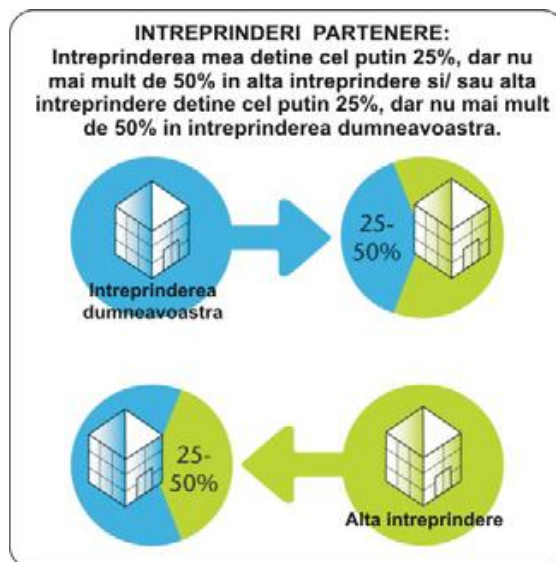 INTREPRINDERI PARTENERE:
Intreprinderea mea detine cel putin 25%, dar nu
mai mult de 50% in alta intreprindere si/ sau alta
intreprindere detine cel putin 25%, dar nu mai mult
de 50% in intreprinderea dumneavoastra.
25-
50%
Intreprinderea
dumneavoastra
25-
50%
Alta intreprindere